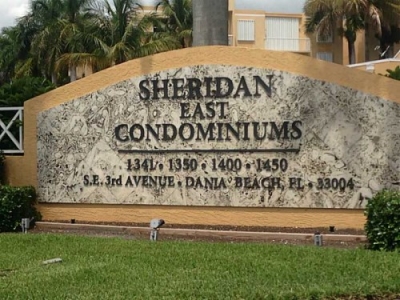 SHERIDAN
EAST
CONDOMINIUMS
1341 • 1350 • 1400 • 1450
S.E. 3rd AVENUE • DANIA BEACH, FL • 33004